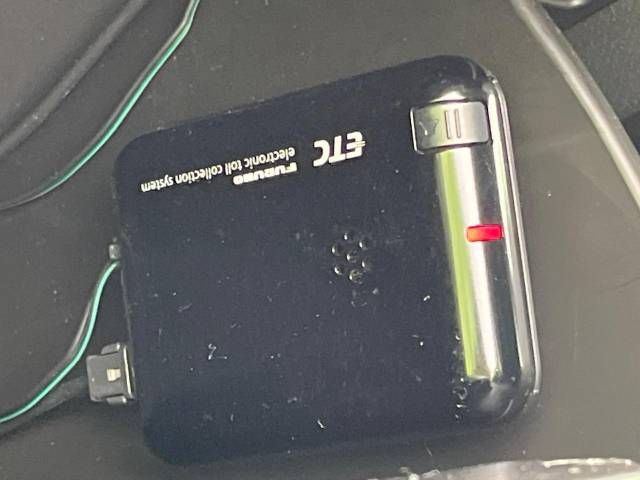 ETC
FURUNO
electronic toll collection system